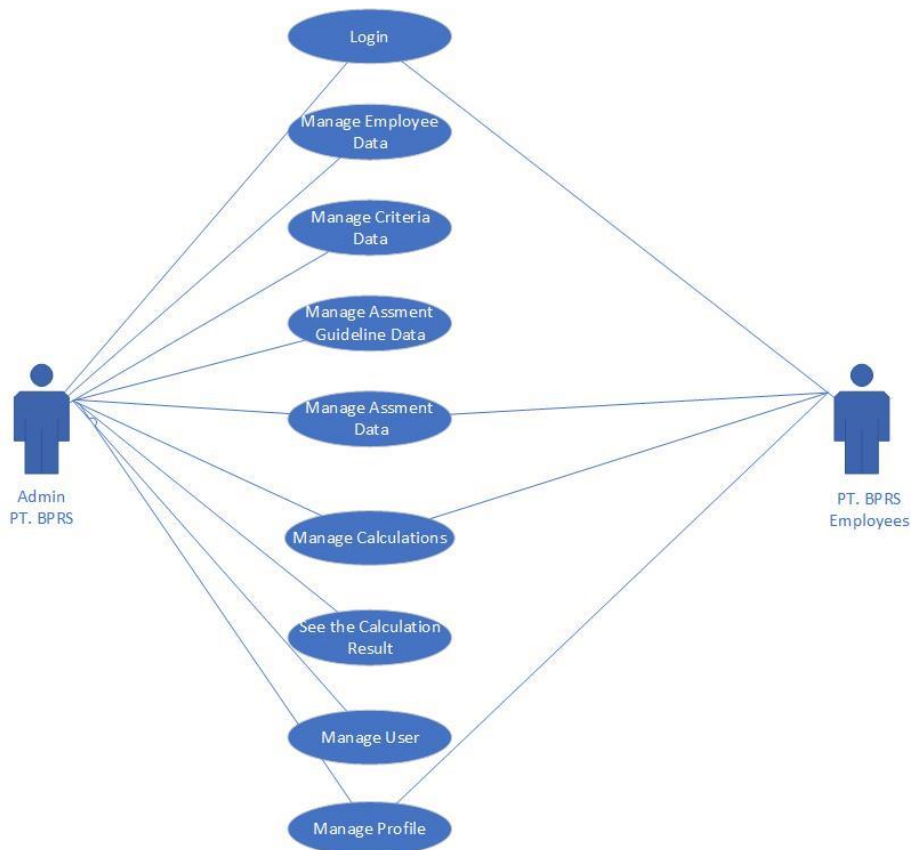 Login
Manage Employee
Data
Manage Criteria
Data
Manage Assment
Guideline Data
Manage Assment
Data
Admin
PT. BPRS
PT. BPRS
Employees
Manage Calculations
See the Calculation
Result
Manage User
Manage Profile